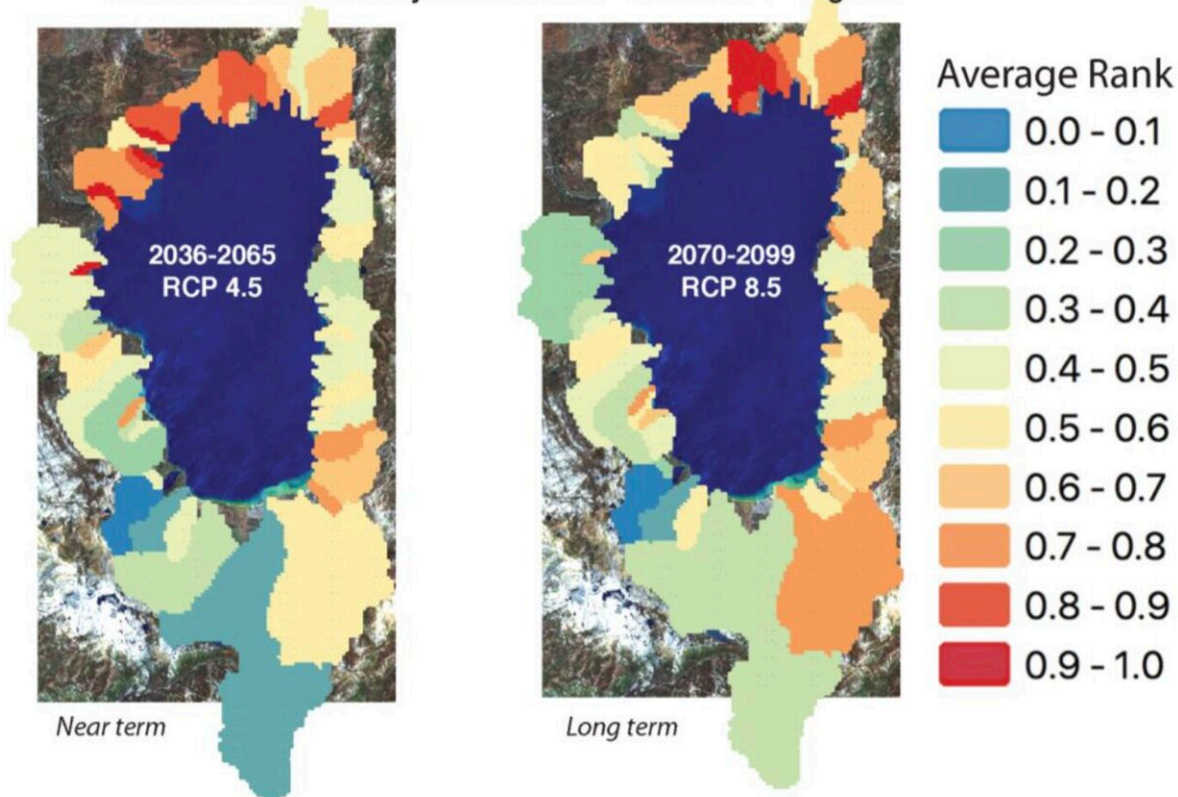 2036-2065
RCP 4.5
Near term
2070-2099
RCP 8.5
Long term
Average Rank
0.0 - 0.1
0.1 - 0.2
0.2 - 0.3
0.3 - 0.4
0.4 - 0.5
0.5 - 0.6
0.6 - 0.7
0.7 - 0.8
0.8 - 0.9
0.9 - 1.0